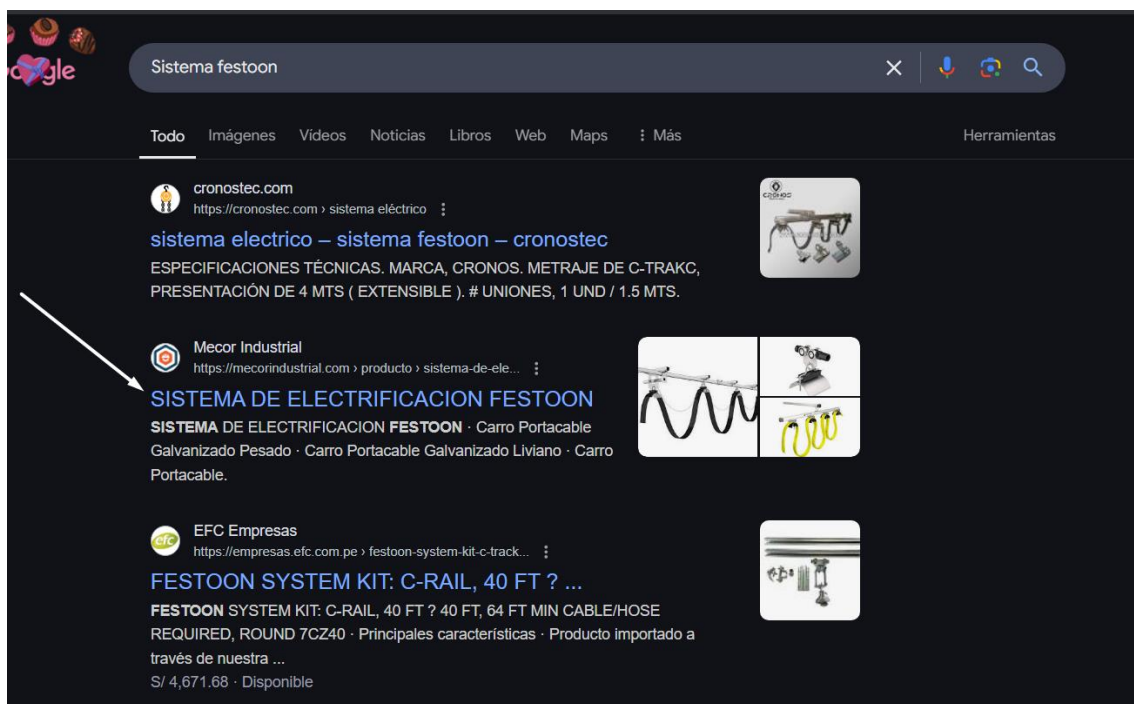 Google
Sistema festoon
Todo Imágenes Videos Noticias Libros Web Maps Más Herramientas
cronostec.com
https://cronostec.com › sistema eléctrico
sistema electrico – sistema festoon – cronostec
ESPECIFICACIONES TÉCNICAS. MARCA, CRONOS. METRAJE DE C-TRAKC,
PRESENTACIÓN DE 4 MTS ( EXTENSIBLE ). # UNIONES, 1 UND / 1.5 MTS.
CRONOS
Mecor Industrial
https://mecorindustrial.com › producto › sistema-de-ele...
SISTEMA DE ELECTRIFICACION FESTOON
SISTEMA DE ELECTRIFICACION FESTOON · Carro Portacable
Galvanizado Pesado · Carro Portacable Galvanizado Liviano · Carro
Portacable.
efc
EFC Empresas
https://empresas.efc.com.pe › festoon-system-kit-c-track...
FESTOON SYSTEM KIT: C-RAIL, 40 FT ? ...
FESTOON SYSTEM KIT: C-RAIL, 40 FT ? 40 FT, 64 FT MIN CABLE/HOSE
REQUIRED, ROUND 7CZ40 · Principales características · Producto importado a
través de nuestra ...
S/ 4,671.68 · Disponible